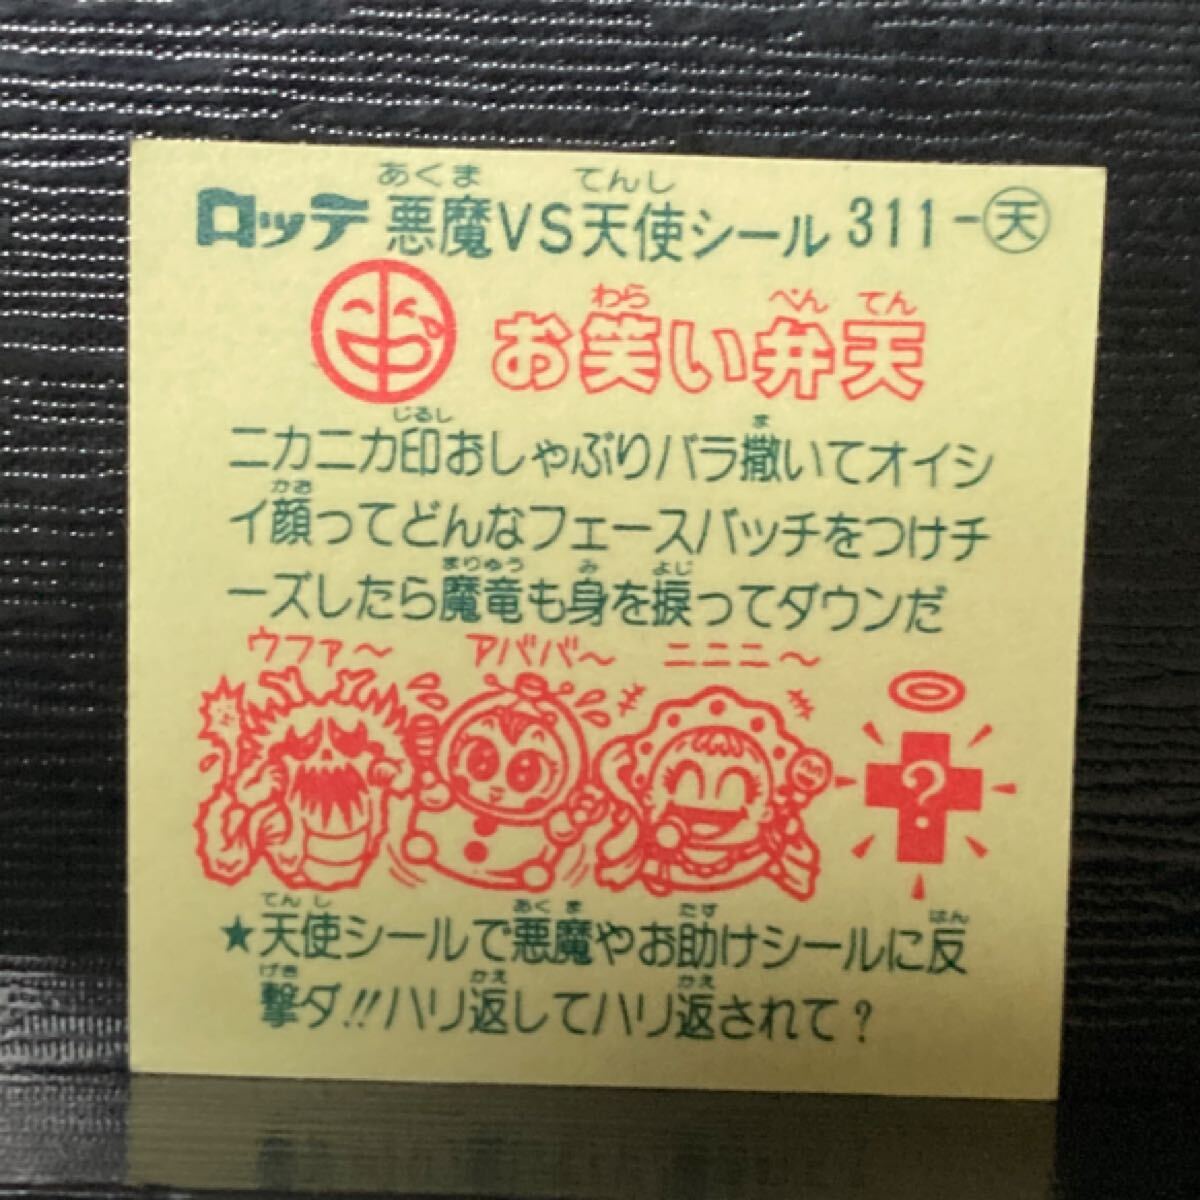 ロッテ 悪魔VS天使シール 311-天
あくま てんし
お笑い弁天
わら べん てん
ニカニカ印おしゃぶりバラ撒いてオイシ
じるし ま
イ顔ってどんなフェースバッチをつけチ
かお
ーズしたら魔竜も身を捩ってダウンだ
まりゅう み よじ
ウファ〜 アババ〜 ニニニ〜
?
★天使シールで悪魔やお助けシールに反
てんし あくま たす はん
撃ダ!!ハリ返してハリ返されて?
げき かえ かえ